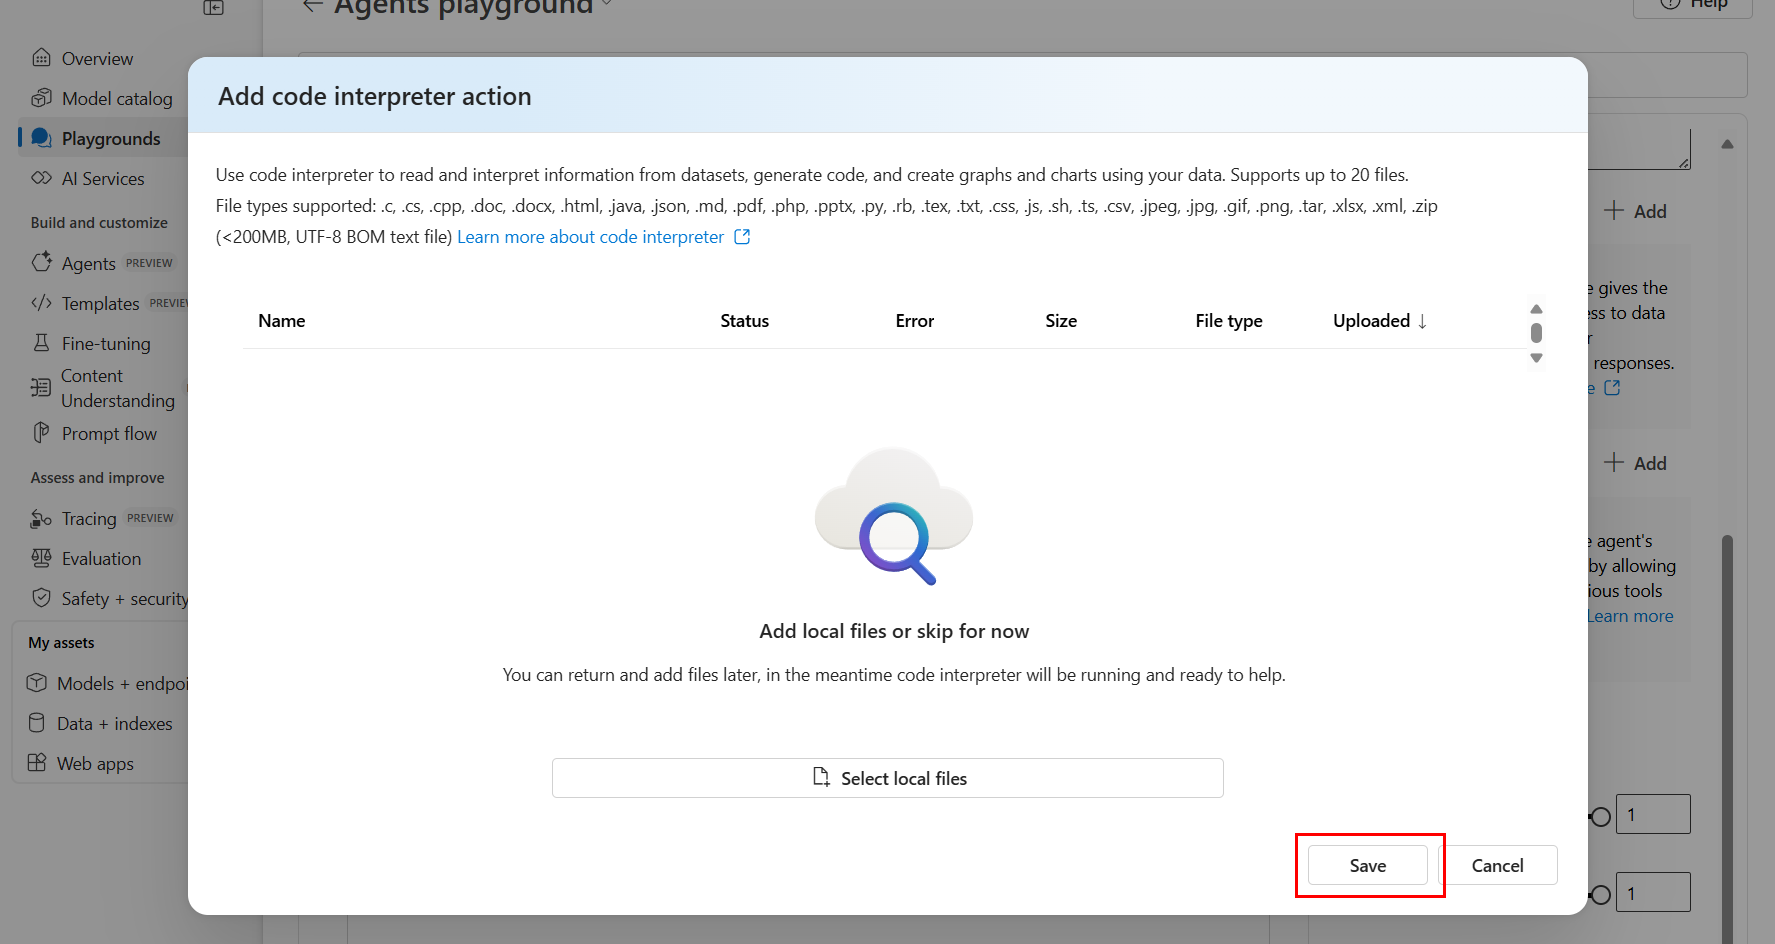 Agents playground
Help
Overview
Model catalog
Playgrounds
AI Services
Build and customize
Agents PREVIEW
Templates
Fine-tuning
Content
Understanding
Prompt flow
Assess and improve
Tracing PREVIEW
Evaluation
Safety + security
My assets
Models +
Data + indexes
Web apps
Add code interpreter action
Use code interpreter to read and interpret information from datasets, generate code, and create graphs and charts using your data. Supports up to 20 files.
File types supported: .c, .cs, .cpp, .doc, .docx, .html, .java, .json, .md, .pdf, .php, .pptx, .py, .rb, .tex, .txt, .css, .js, .sh, .ts, .csv, .jpeg, .jpg, .gif, .png, .tar, .xlsx, .xml, .zip
(<200MB, UTF-8 BOM text file) Learn more about code interpreter
Name Status Error Size File type Uploaded ↓
Add local files or skip for now
You can return and add files later, in the meantime code interpreter will be running and ready to help.
Select local files
Save
Cancel
+ Add
gives the
to data
responses.
+ Add
agent's
by allowing
tools
Learn more
1
1